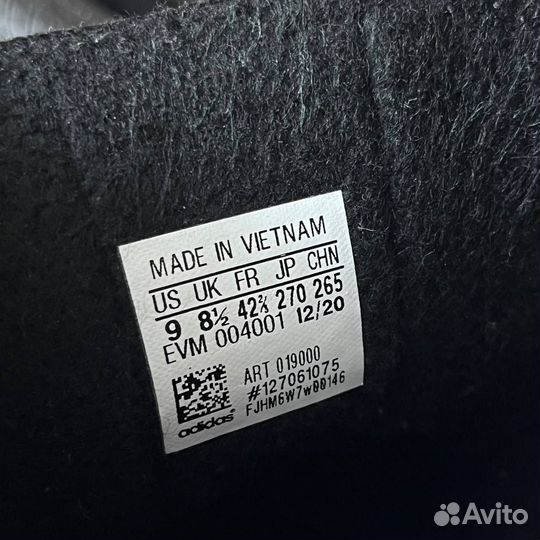 MADE IN VIETNAM
US UK FR JP CHN
9 8½ 42⅔ 270 265
EVM 004001 12/20
ART 019000
#127061075
adidas
Avito